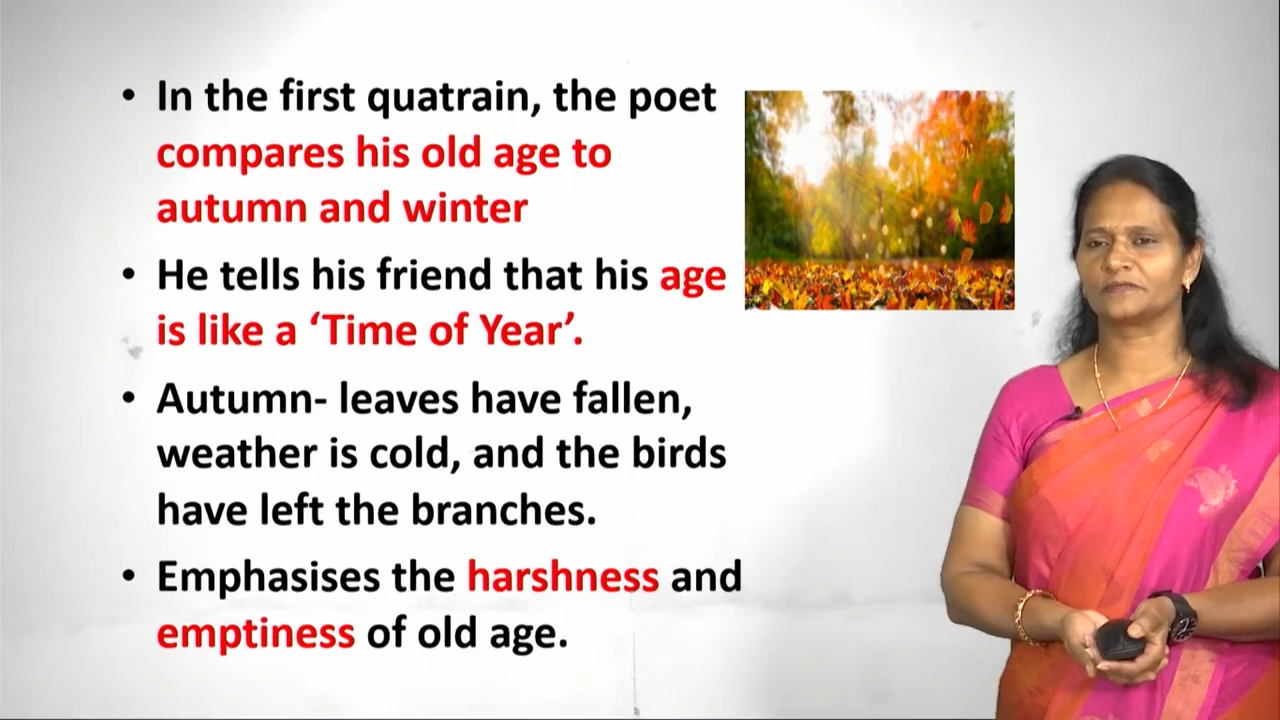 • In the first quatrain, the poet
compares his old age to
autumn and winter
• He tells his friend that his age
is like a ‘Time of Year’.
• Autumn- leaves have fallen,
weather is cold, and the birds
have left the branches.
• Emphasises the harshness and
emptiness of old age.